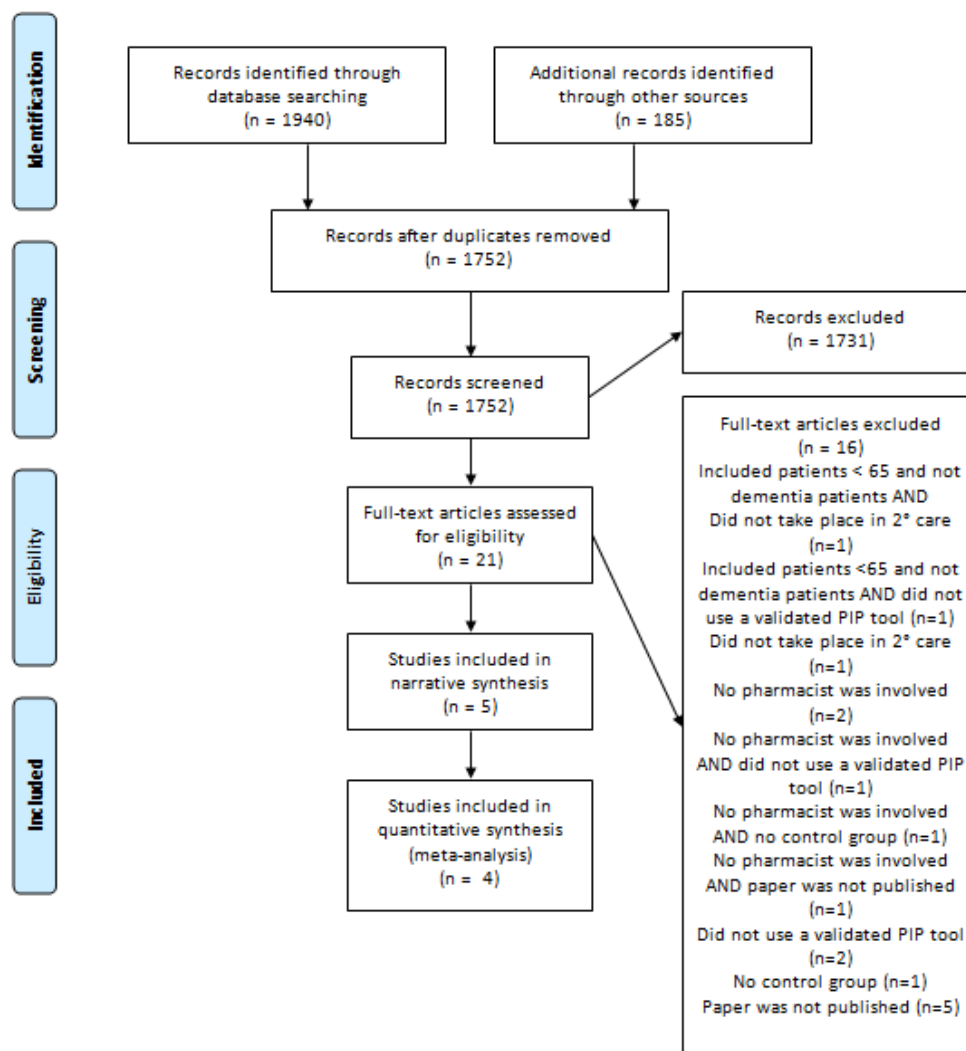 Identification
Records identified through
database searching
(n = 1940)
Additional records identified
through other sources
(n = 185)
Records after duplicates removed
(n = 1752)
Screening
Records screened
(n = 1752)
Records excluded
(n = 1731)
Eligibility
Full-text articles assessed
for eligibility
(n = 21)
Full-text articles excluded
(n = 16)
Included patients < 65 and not
dementia patients AND
Did not take place in 2° care
(n=1)
Included patients <65 and not
dementia patients AND did not
use a validated PIP tool (n=1)
Did not take place in 2° care
(n=1)
No pharmacist was involved
(n=2)
No pharmacist was involved
AND did not use a validated PIP
tool (n=1)
No pharmacist was involved
AND no control group (n=1)
No pharmacist was involved
AND paper was not published
(n=1)
Did not use a validated PIP tool
(n=2)
No control group (n=1)
Paper was not published (n=5)
Studies included in
narrative synthesis
(n = 5)
Included
Studies included in
quantitative synthesis
(meta-analysis)
(n = 4)